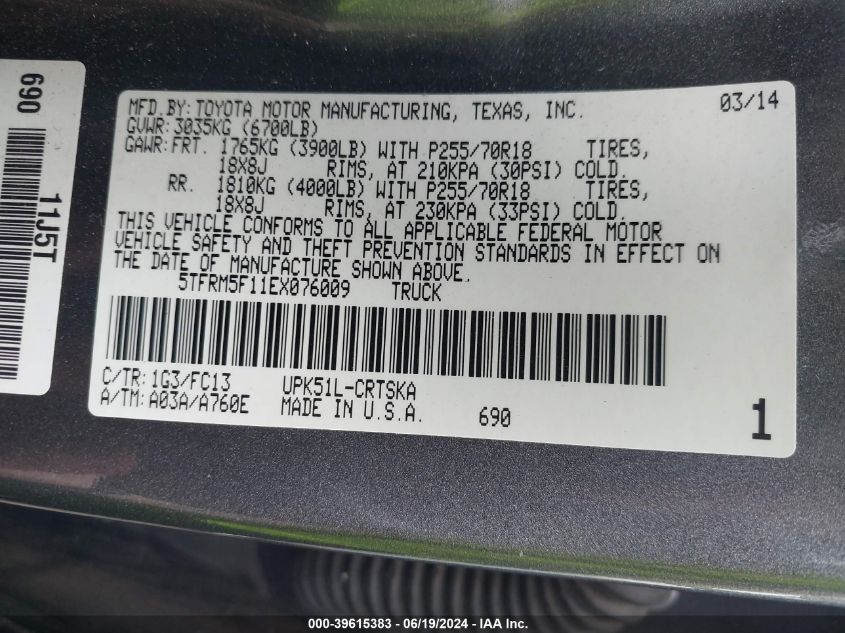 690
11J5T
MFD.BY: TOYOTA MOTOR MANUFACTURING, TEXAS, INC. 03/14
GVWR: 3035KG (6700LB)
GAWR: FRT. 1765KG (3900LB) WITH P255/70R18 TIRES,
18X8J RIMS, AT 210KPA (30PSI) COLD.
RR. 1810KG (4000LB) WITH P255/70R18 TIRES,
18X8J RIMS, AT 230KPA (33PSI) COLD.
THIS VEHICLE CONFORMS TO ALL APPLICABLE FEDERAL MOTOR
VEHICLE SAFETY AND THEFT PREVENTION STANDARDS IN EFFECT ON
THE DATE OF MANUFACTURE SHOWN ABOVE.
5TFRM5F11EX076009 TRUCK
C/TR: 1G3/FC13 UPK51L-CRTSKA
A/TM: A03A/A760E MADE IN U.S.A. 690
1
000-39615383 - 06/19/2024 - IAA Inc.